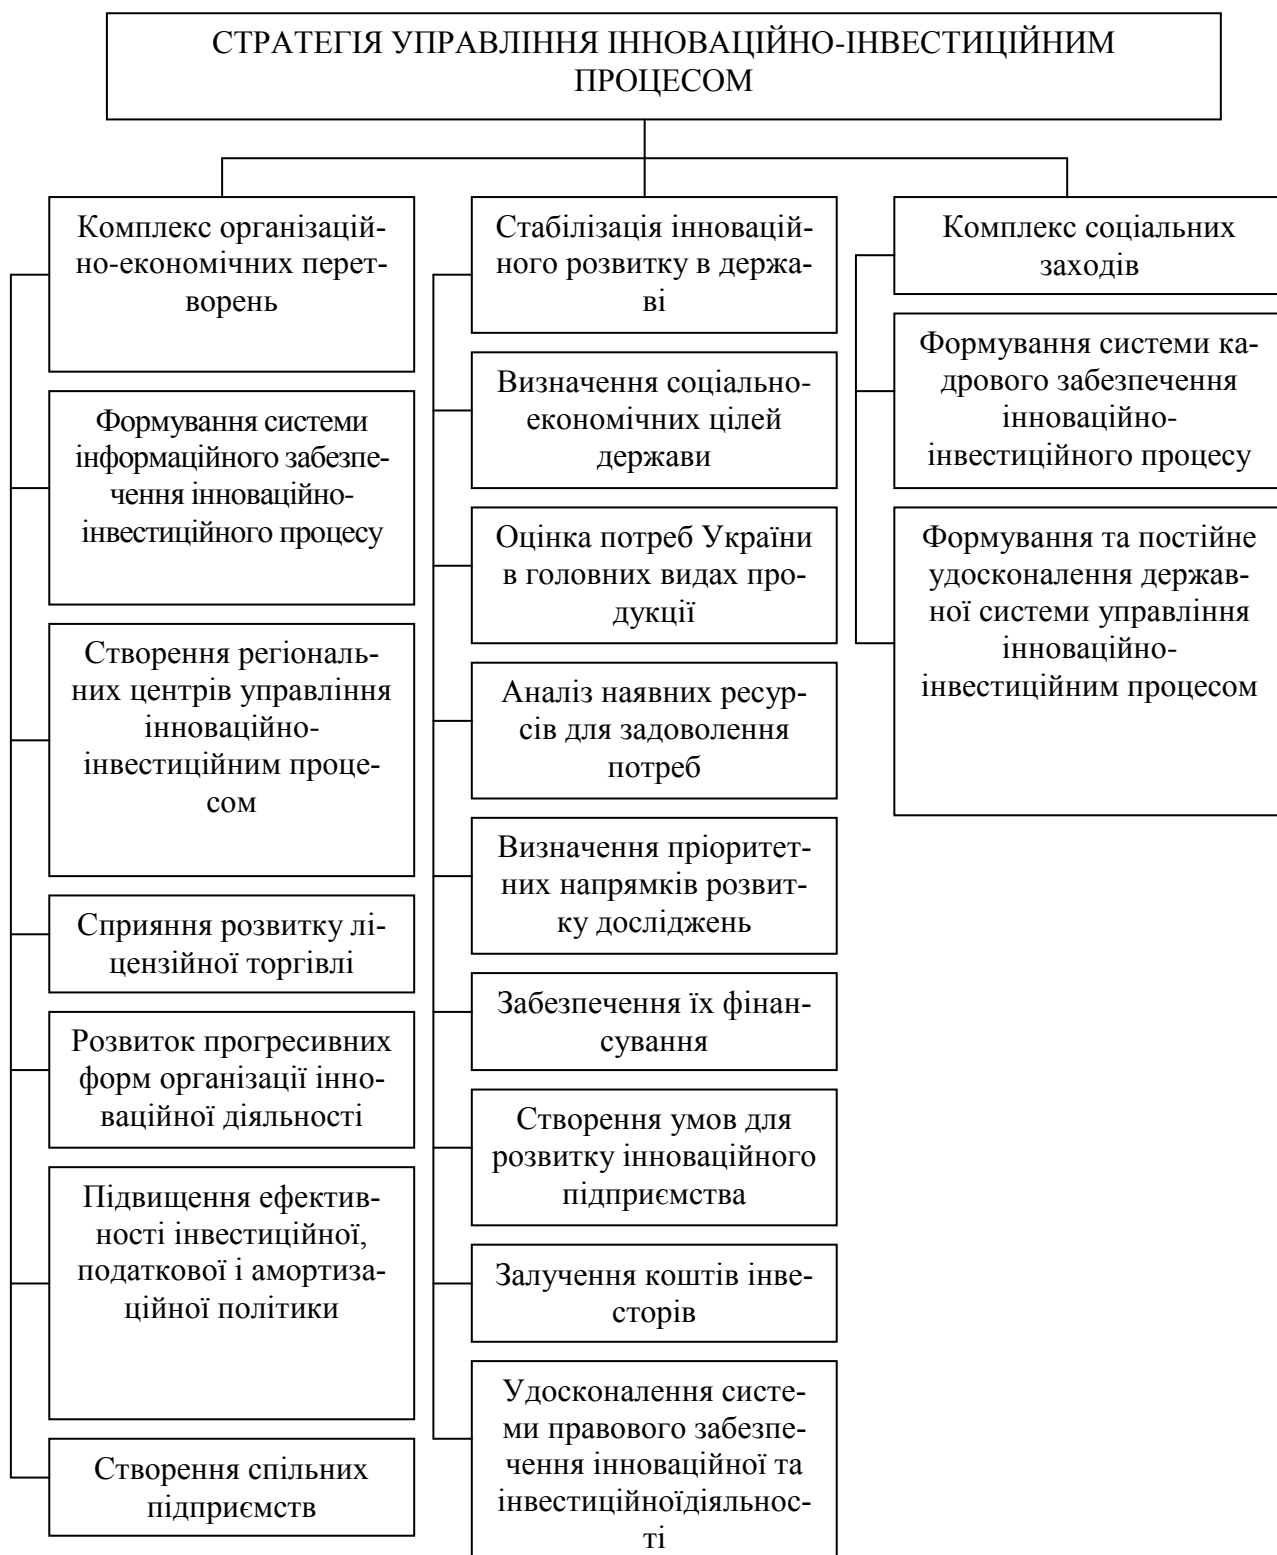 СТРАТЕГІЯ УПРАВЛІННЯ ІННОВАЦІЙНО-ІНВЕСТИЦІЙНИМ
ПРОЦЕСОМ
Комплекс організацій-
но-економічних перет-
ворень
Формування системи
інформаційного забезпе-
чення інноваційно-
інвестиційного процесу
Створення регіональ-
них центрів управління
інноваційно-
інвестиційним проце-
сом
Сприяння розвитку лі-
цензійної торгівлі
Розвиток прогресивних
форм організації інно-
ваційної діяльності
Підвищення ефектив-
ності інвестиційної,
податкової і амортиза-
ційної політики
Створення спільних
підприємств
Стабілізація інновацій-
ного розвитку в держа-
ві
Визначення соціально-
економічних цілей
держави
Оцінка потреб України
в головних видах про-
дукції
Аналіз наявних ресур-
сів для задоволення
потреб
Визначення пріоритет-
них напрямків розвит-
ку досліджень
Забезпечення їх фінан-
сування
Створення умов для
розвитку інноваційного
підприємства
Залучення коштів інве-
сторів
Удосконалення систе-
ми правового забезпе-
чення інноваційної та
інвестиційноїдіяльнос-
ті
Комплекс соціальних
заходів
Формування системи ка-
дрового забезпечення
інноваційно-
інвестиційного процесу
Формування та постійне
удосконалення держав-
ної системи управління
інноваційно-
інвестиційним процесом